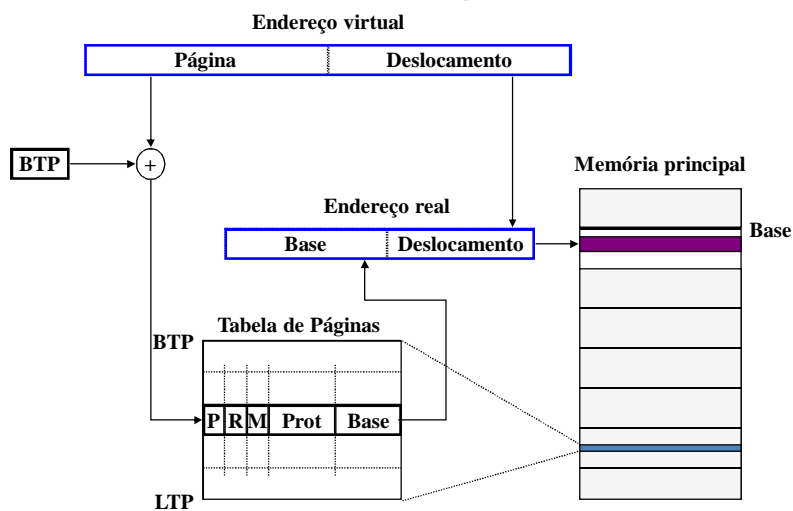 Endereço virtual
Página Deslocamento
BTP +
Memória principal
Endereço real
Base Deslocamento Base
Tabela de Páginas
BTP
P R M Prot Base
LTP